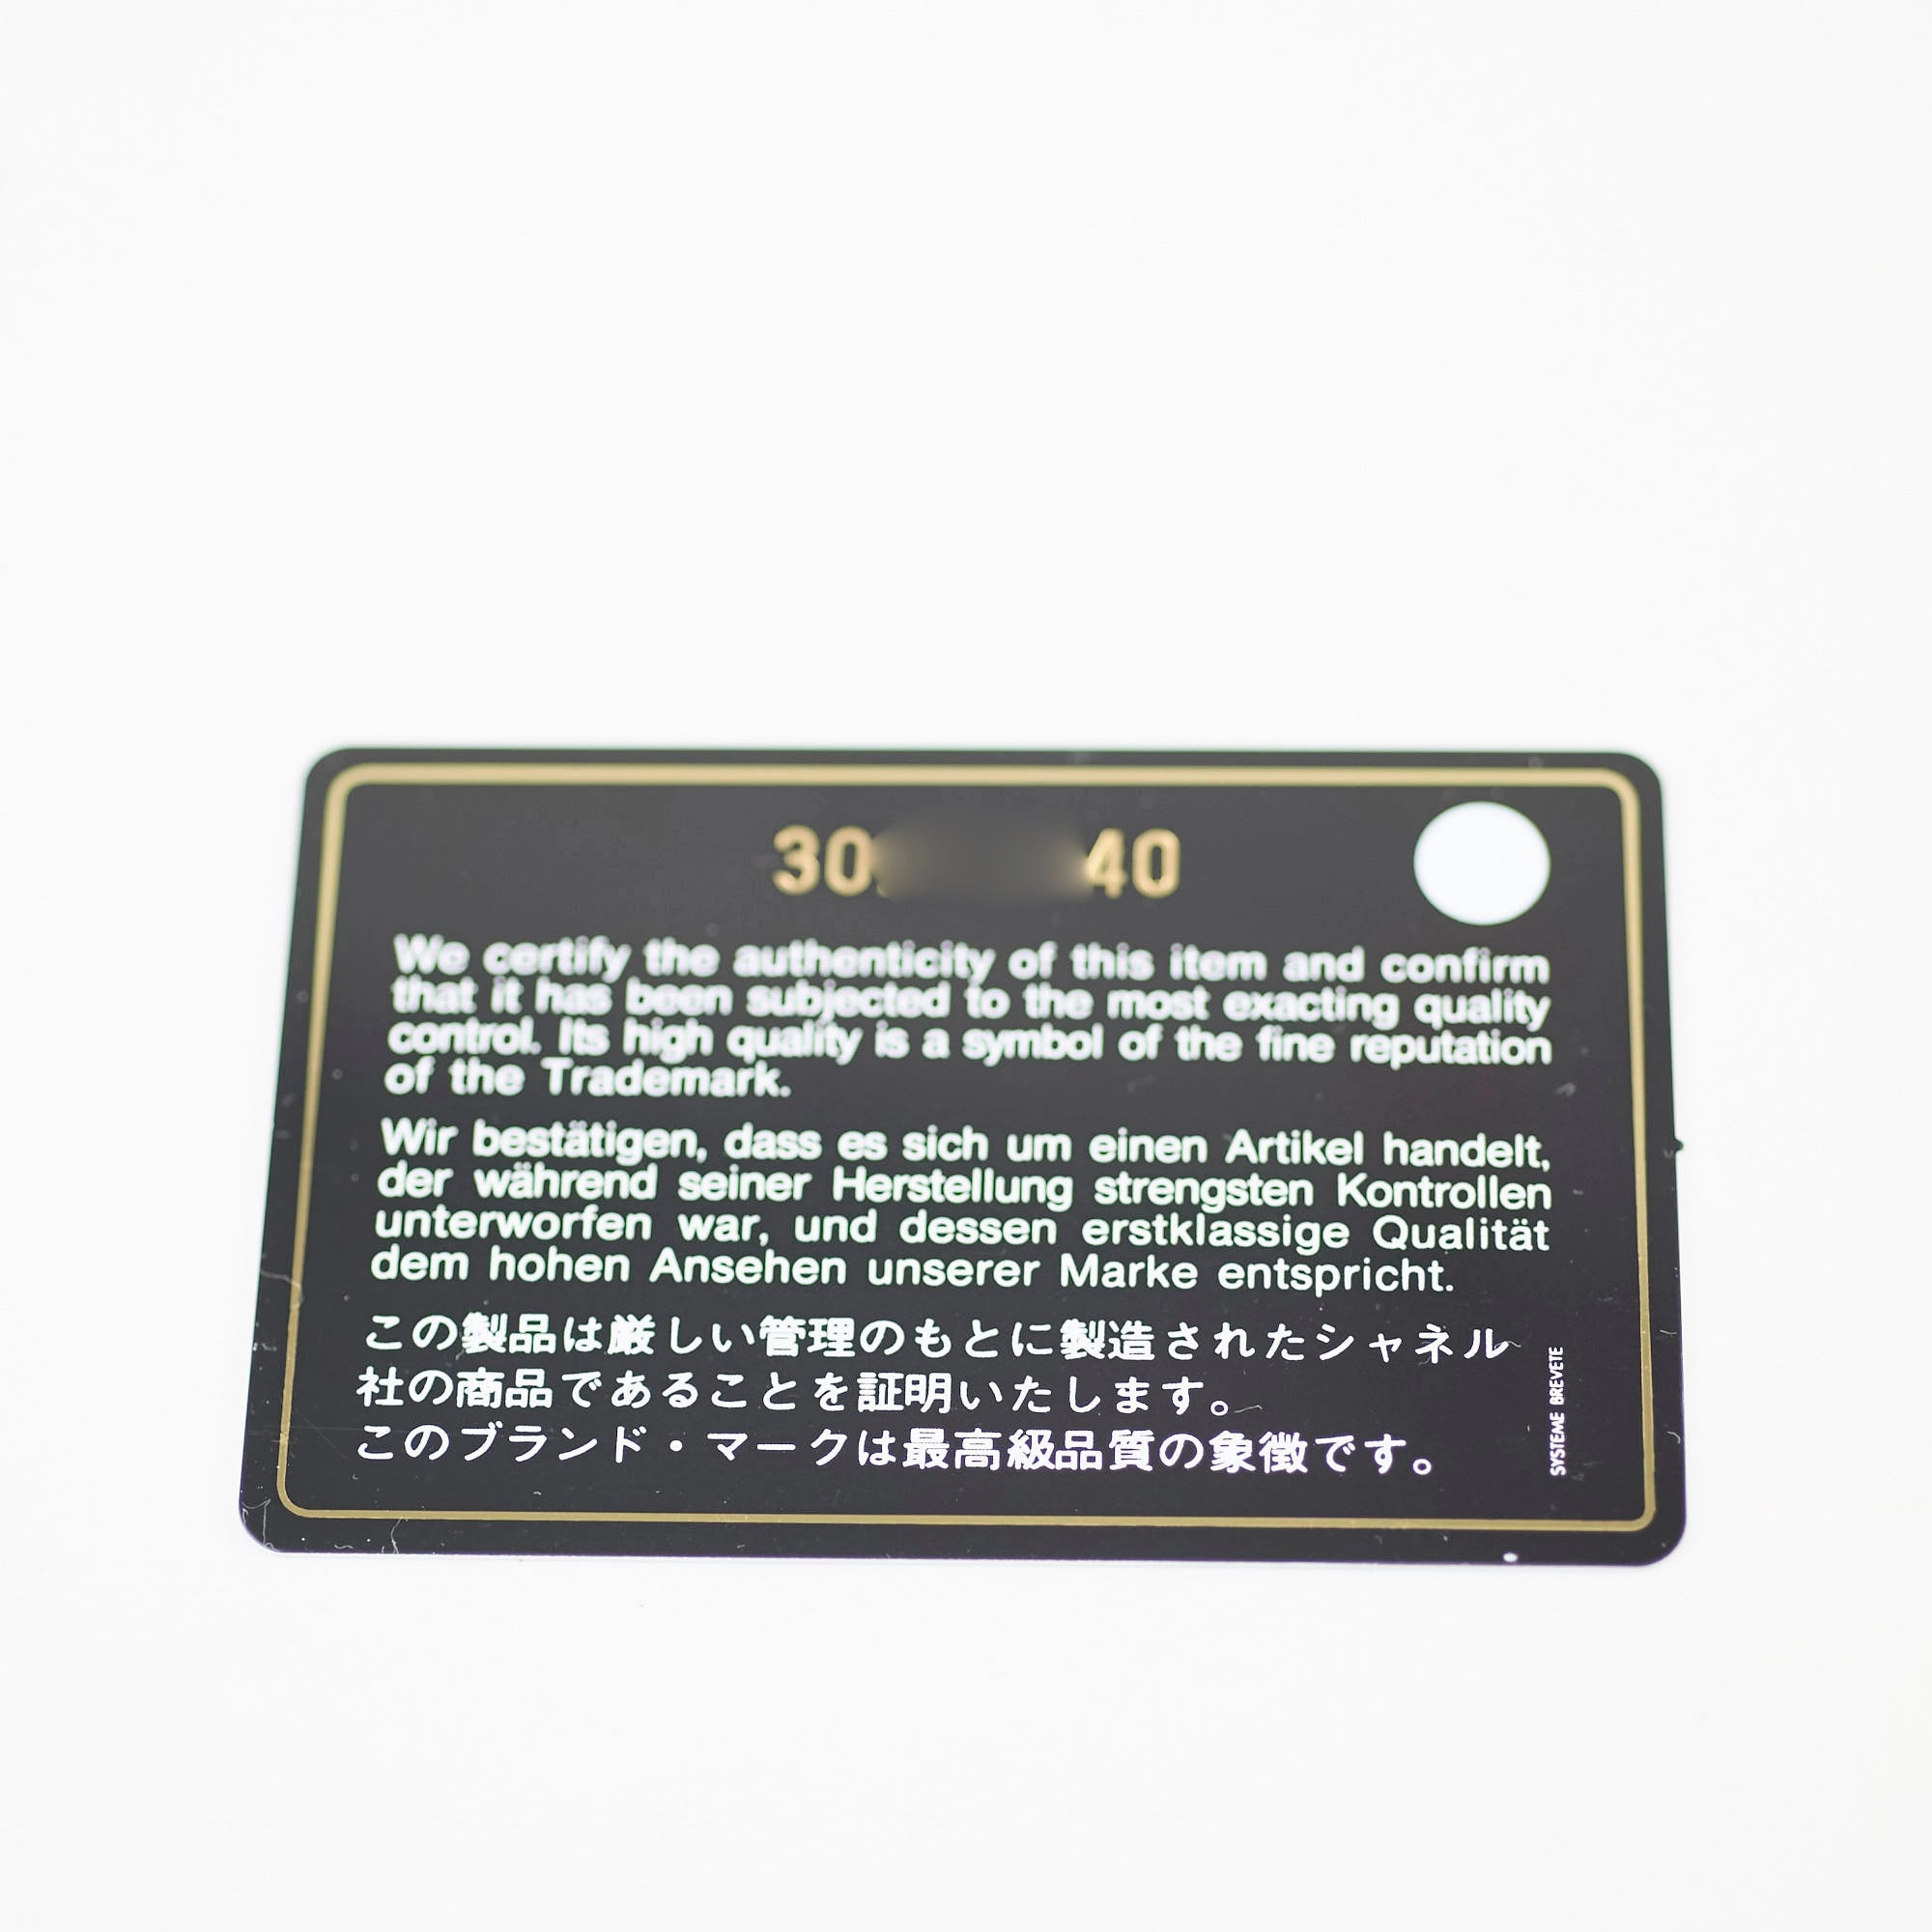 30 40
We certify the authenticity of this item and confirm
that it has been subjected to the most exacting quality
control. Its high quality is a symbol of the fine reputation
of the Trademark.
Wir bestätigen, dass es sich um einen Artikel handelt,
der während seiner Herstellung strengsten Kontrollen
unterworfen war, und dessen erstklassige Qualität
dem hohen Ansehen unserer Marke entspricht.
この製品は厳しい管理のもとに製造されたシャネル
社の商品であることを証明いたします。
このブランド・マークは最高級品質の象徴です。
SYSTEME BREVETE